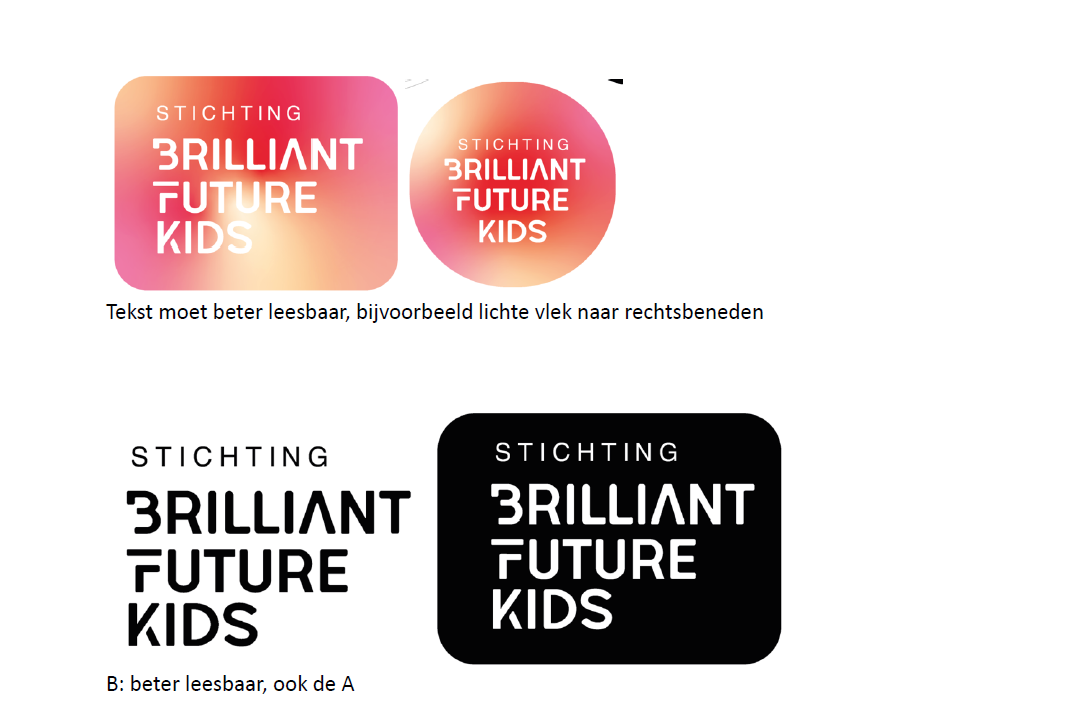 STICHTING
BRILLIANT
FUTURE
KIDS
STICHTING
BRILLIANT
FUTURE
KIDS
Tekst moet beter leesbaar, bijvoorbeeld lichte vlek naar rechtsbeneden
STICHTING
BRILLIANT
FUTURE
KIDS
STICHTING
BRILLIANT
FUTURE
KIDS
B: beter leesbaar, ook de A